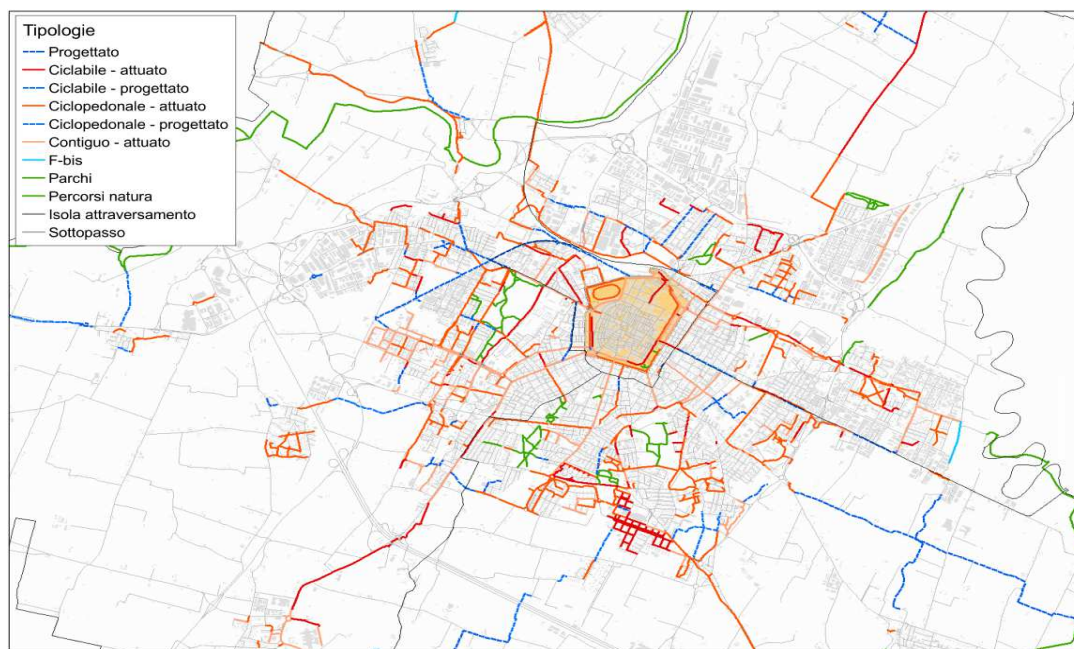 Tipologie
Progettato
Ciclabile - attuato
Ciclabile - progettato
Ciclopedonale - attuato
Ciclopedonale - progettato
Contiguo - attuato
F-bis
Parchi
Percorsi natura
Isola attraversamento
Sottopasso